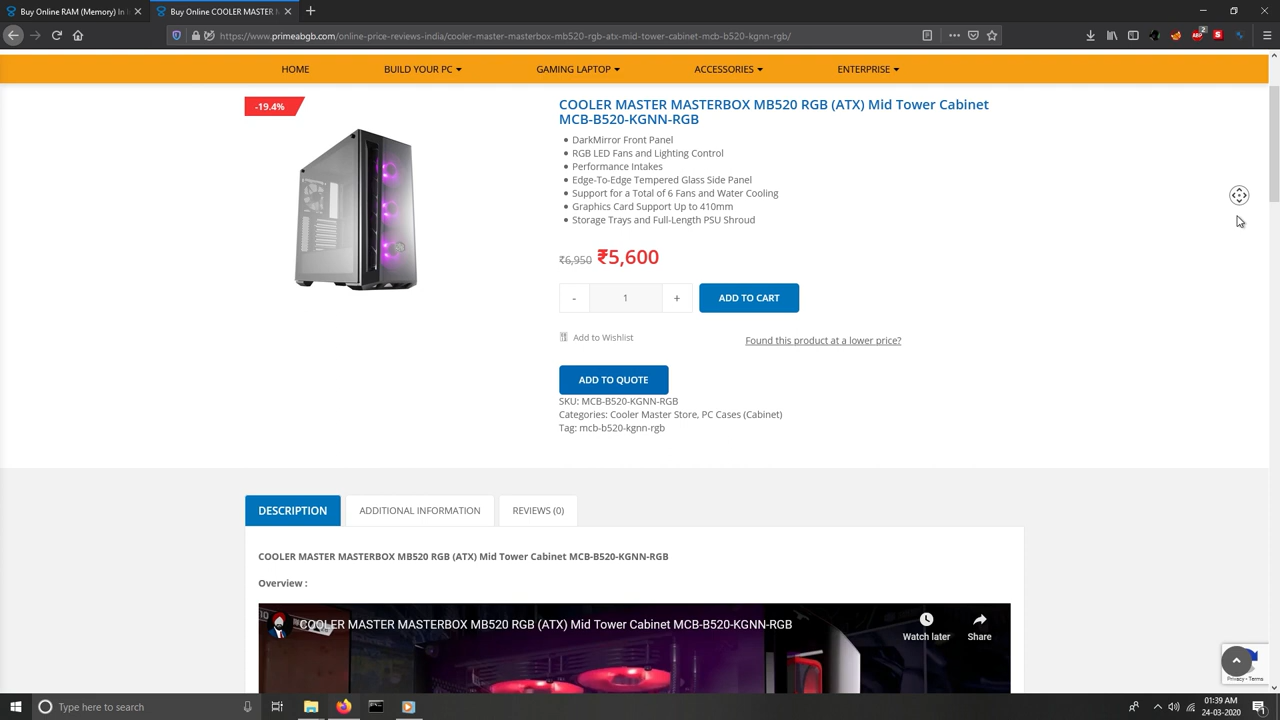 Buy Online RAM (Memory) In I
Buy Online COOLER MASTER M
https://www.primeabgb.com/online-price-reviews-india/cooler-master-masterbox-mb520-rgb-atx-mid-tower-cabinet-mcb-b520-kgnn-rgb/
HOME BUILD YOUR PC GAMING LAPTOP ACCESSORIES ENTERPRISE
-19.4%
COOLER MASTER MASTERBOX MB520 RGB (ATX) Mid Tower Cabinet
MCB-B520-KGNN-RGB
DarkMirror Front Panel
RGB LED Fans and Lighting Control
Performance Intakes
Edge-To-Edge Tempered Glass Side Panel
Support for a Total of 6 Fans and Water Cooling
Graphics Card Support Up to 410mm
Storage Trays and Full-Length PSU Shroud
₹6,950 ₹5,600
- 1 + ADD TO CART
Add to Wishlist Found this product at a lower price?
ADD TO QUOTE
SKU: MCB-B520-KGNN-RGB
Categories: Cooler Master Store, PC Cases (Cabinet)
Tag: mcb-b520-kgnn-rgb
DESCRIPTION ADDITIONAL INFORMATION REVIEWS (0)
COOLER MASTER MASTERBOX MB520 RGB (ATX) Mid Tower Cabinet MCB-B520-KGNN-RGB
Overview :
COOLER MASTER MASTERBOX MB520 RGB (ATX) Mid Tower Cabinet MCB-B520-KGNN-RGB
Watch later Share
Privacy - Terms
Type here to search
01:39 AM
24-03-2020